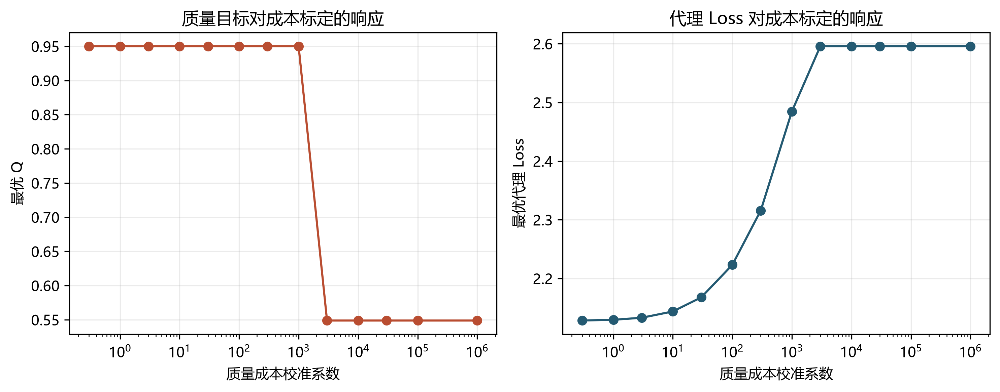 质量目标对成本标定的响应
最优 Q
0.95
0.90
0.85
0.80
0.75
0.70
0.65
0.60
0.55
10⁰ 10¹ 10² 10³ 10⁴ 10⁵ 10⁶
质量成本校准系数
代理 Loss 对成本标定的响应
最优代理 Loss
2.6
2.5
2.4
2.3
2.2
10⁰ 10¹ 10² 10³ 10⁴ 10⁵ 10⁶
质量成本校准系数